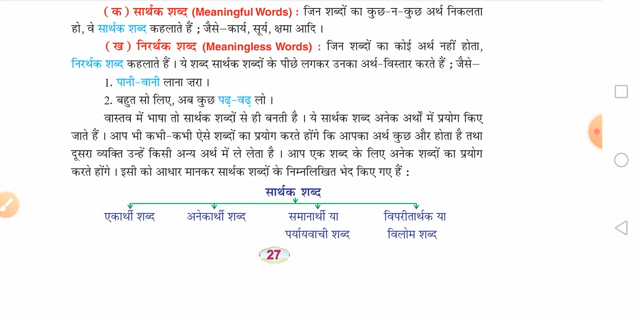 (क) सार्थक शब्द (Meaningful Words) : जिन शब्दों का कुछ-न-कुछ अर्थ निकलता
हो, वे सार्थक शब्द कहलाते हैं ; जैसे–कार्य, सूर्य, क्षमा आदि ।
(ख) निरर्थक शब्द (Meaningless Words) : जिन शब्दों का कोई अर्थ नहीं होता,
निरर्थक शब्द कहलाते हैं । ये शब्द सार्थक शब्दों के पीछे लगकर उनका अर्थ-विस्तार करते हैं ; जैसे–
1. पानी-वानी लाना ज़रा ।
2. बहुत सो लिए, अब कुछ पढ़-वढ़ लो ।
वास्तव में भाषा तो सार्थक शब्दों से ही बनती है । ये सार्थक शब्द अनेक अर्थों में प्रयोग किए
जाते हैं । आप भी कभी-कभी ऐसे शब्दों का प्रयोग करते होंगे कि आपका अर्थ कुछ और होता है तथा
दूसरा व्यक्ति उन्हें किसी अन्य अर्थ में ले लेता है । आप एक शब्द के लिए अनेक शब्दों का प्रयोग
करते होंगे । इसी को आधार मानकर सार्थक शब्दों के निम्नलिखित भेद किए गए हैं :
सार्थक शब्द
एकार्थी शब्द अनेकार्थी शब्द समानार्थी या विपरीतार्थक या
पर्यायवाची शब्द विलोम शब्द
27